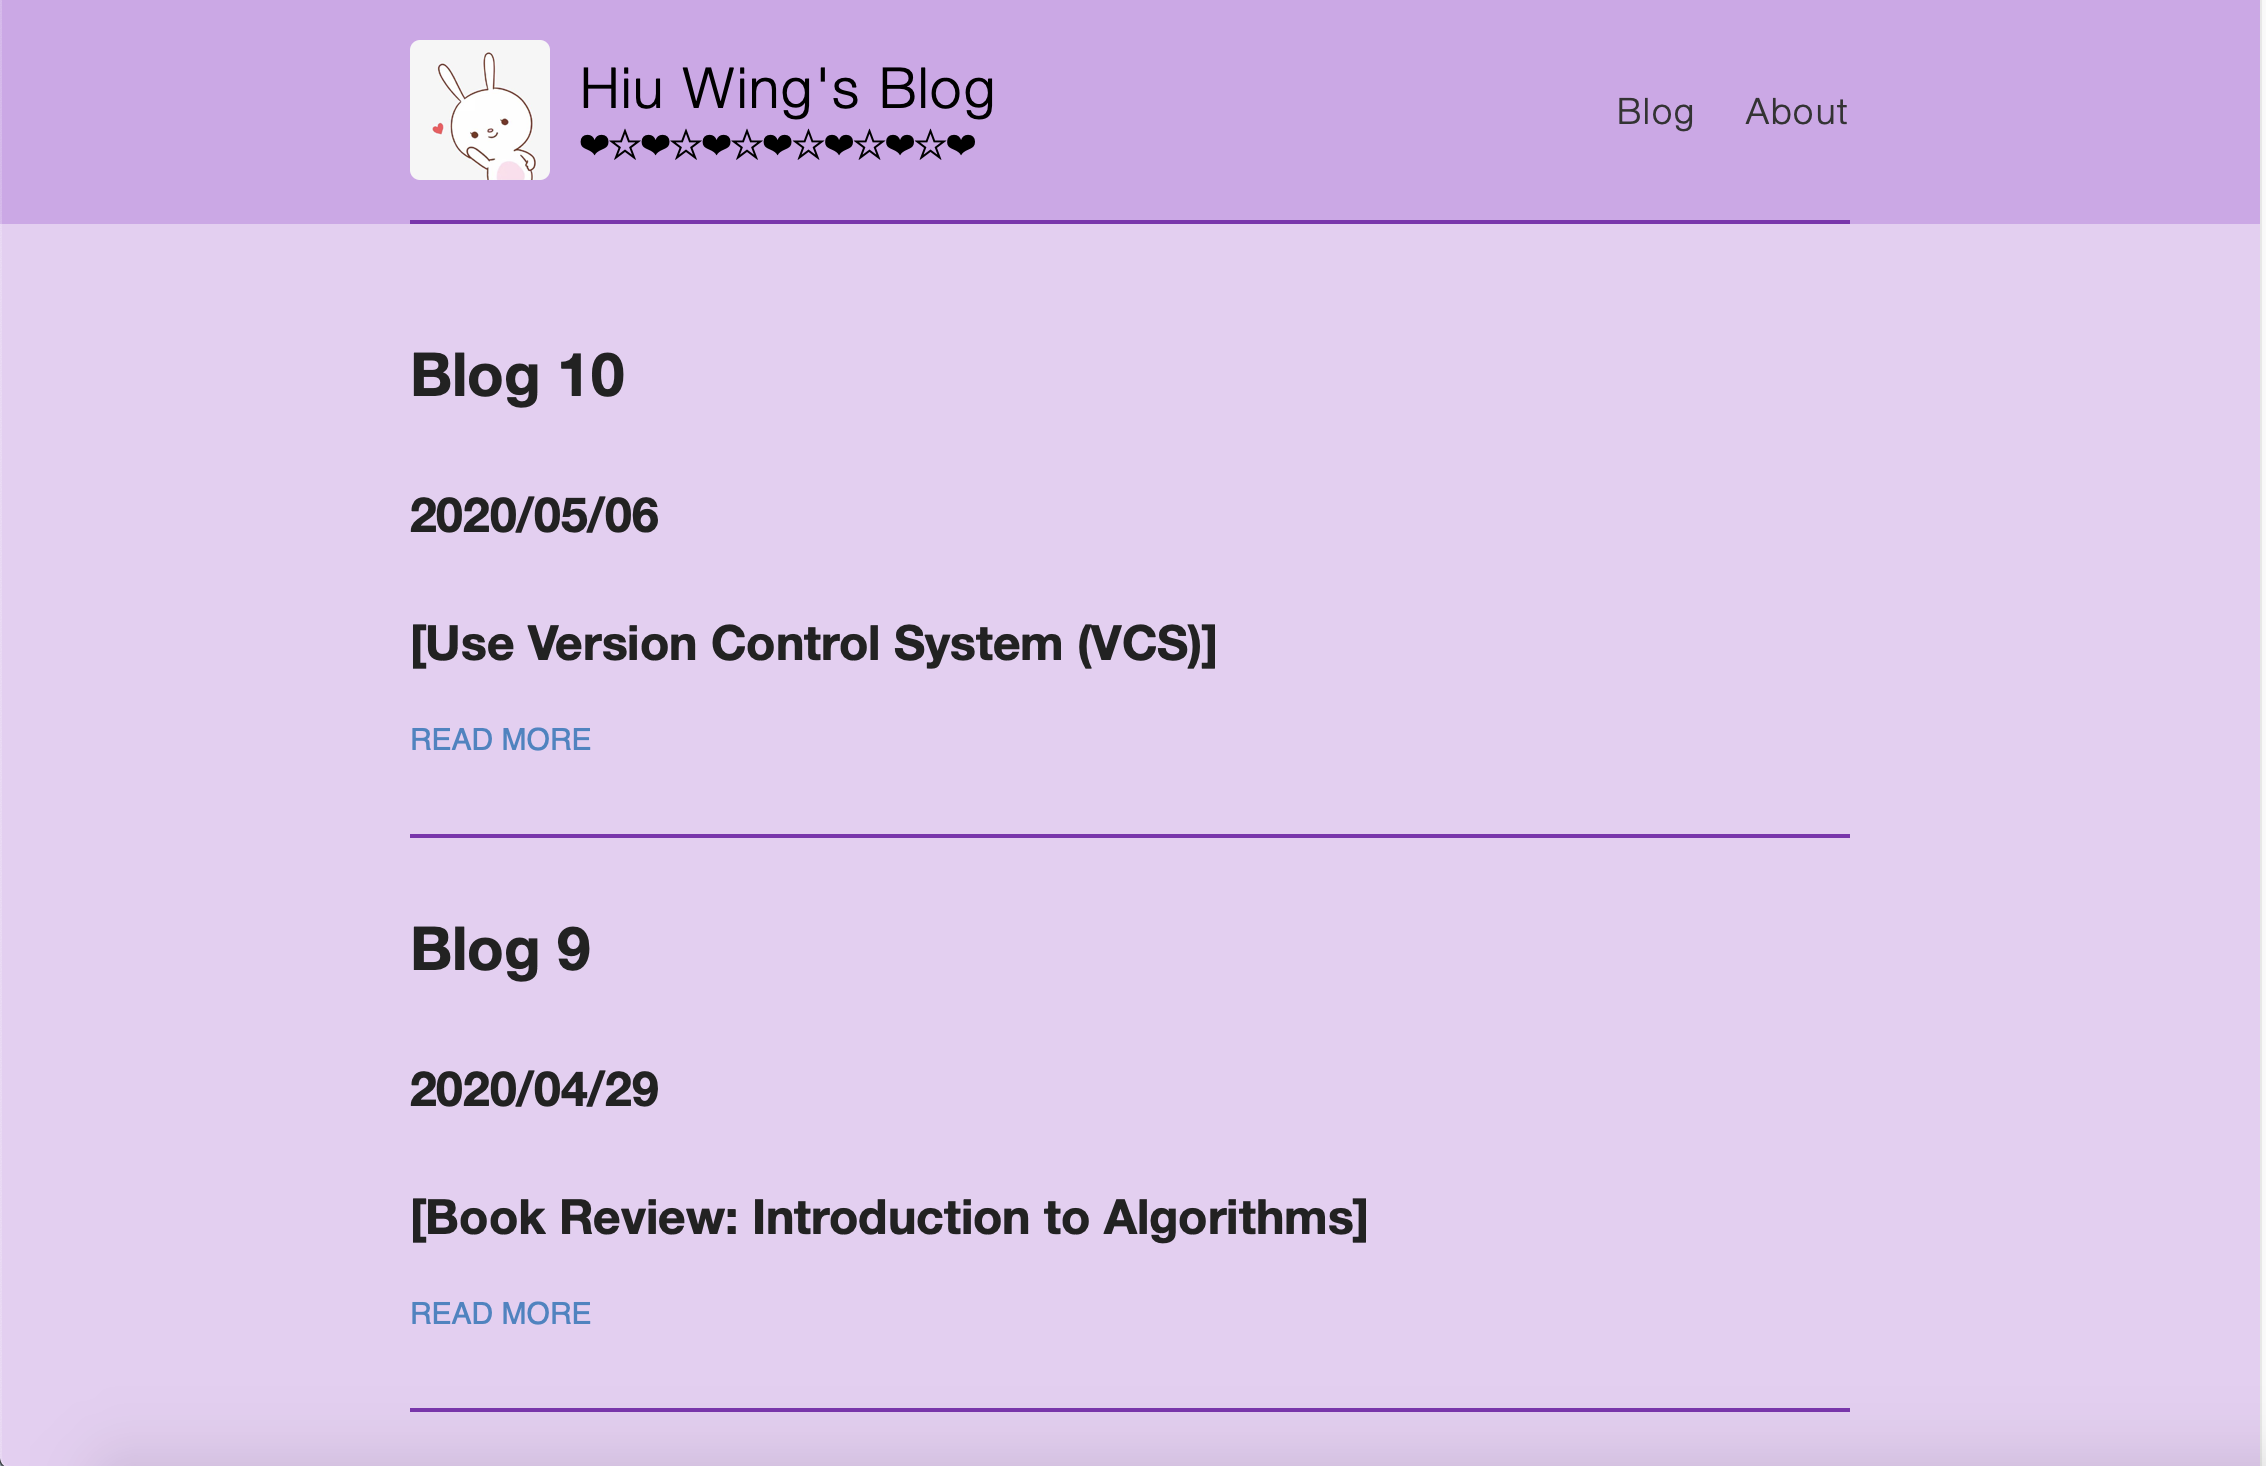 Hiu Wing's Blog
❤☆❤☆❤☆❤☆❤☆❤☆❤
Blog About
Blog 10
2020/05/06
[Use Version Control System (VCS)]
READ MORE
Blog 9
2020/04/29
[Book Review: Introduction to Algorithms]
READ MORE